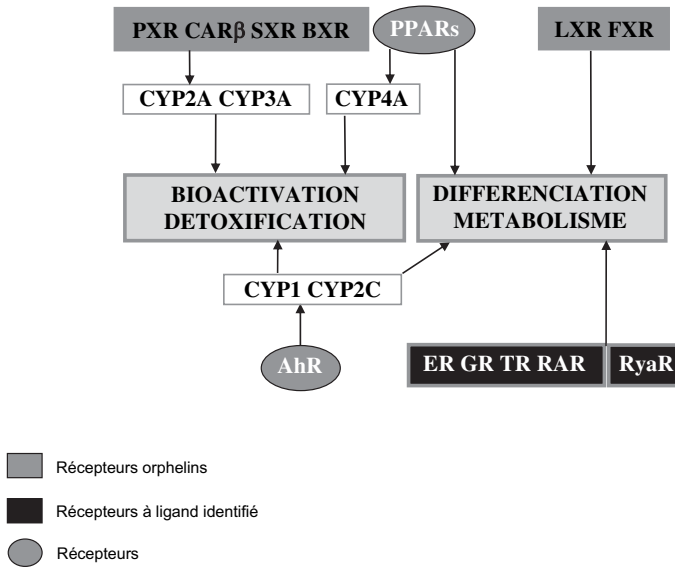 PXR CARβ SXR BXR
PPARs
LXR FXR
CYP2A CYP3A
CYP4A
BIOACTIVATION
DETOXIFICATION
DIFFERENCIATION
METABOLISME
CYP1 CYP2C
AhR
ER GR TR RAR
RyaR
Récepteurs orphelins
Récepteurs à ligand identifié
Récepteurs